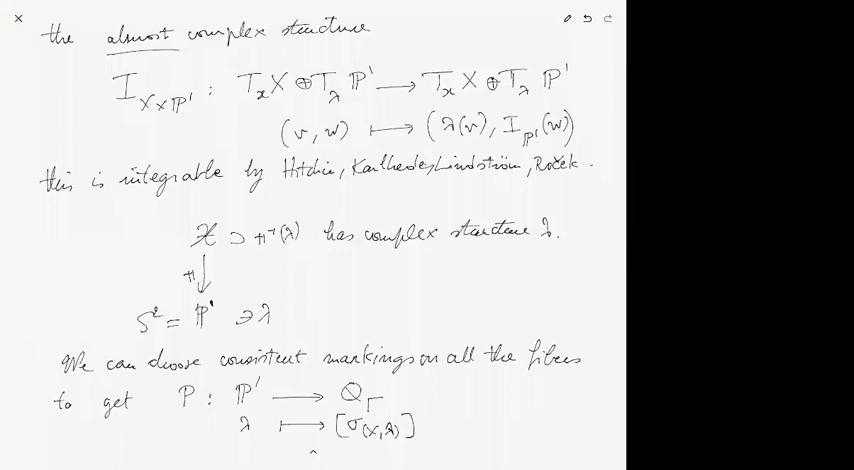 the almost complex structure
I_{X×ℙ¹} : T_xX ⊕ T_λ ℙ¹ ⟶ T_x X ⊕ T_λ ℙ¹
(v, w) ⟼ (λ(v), I_{ℙ¹}(w))
this is integrable by Hitchin, Karlhede, Lindström, Roček.
𝒳 ⊃ π⁻¹(λ) has complex structure λ.
π ↓
S² = ℙ¹ ∋ λ
We can choose consistent markings on all the fibers
to get P : ℙ¹ ⟶ Q_Γ
λ ⟼ [σ(X,λ)]